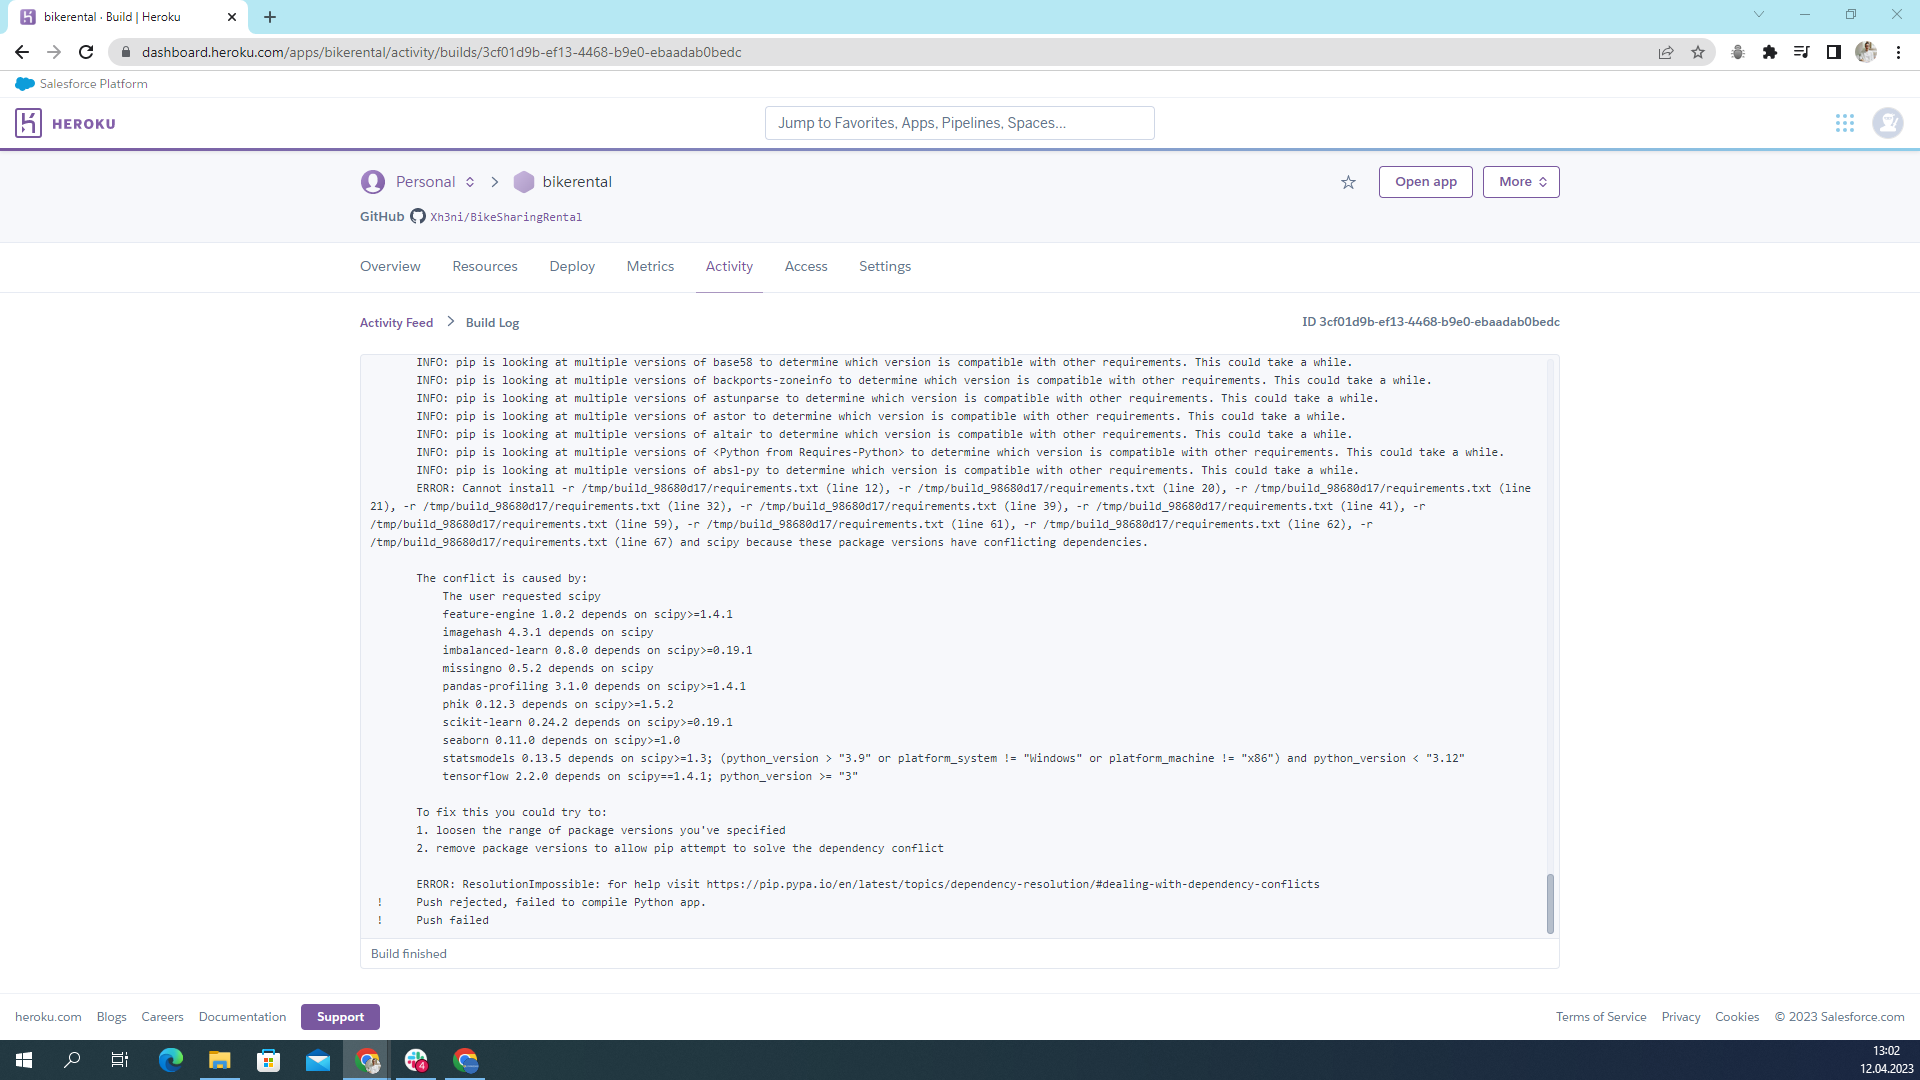 bikerental · Build | Heroku
dashboard.heroku.com/apps/bikerental/activity/builds/3cf01d9b-ef13-4468-b9e0-ebaadab0bedc
Salesforce Platform
HEROKU
Jump to Favorites, Apps, Pipelines, Spaces...
Personal bikerental
Open app
More
GitHub Xh3ni/BikeSharingRental
Overview Resources Deploy Metrics Activity Access Settings
Activity Feed Build Log
ID 3cf01d9b-ef13-4468-b9e0-ebaadab0bedc
INFO: pip is looking at multiple versions of base58 to determine which version is compatible with other requirements. This could take a while.
INFO: pip is looking at multiple versions of backports-zoneinfo to determine which version is compatible with other requirements. This could take a while.
INFO: pip is looking at multiple versions of astunparse to determine which version is compatible with other requirements. This could take a while.
INFO: pip is looking at multiple versions of astor to determine which version is compatible with other requirements. This could take a while.
INFO: pip is looking at multiple versions of altair to determine which version is compatible with other requirements. This could take a while.
INFO: pip is looking at multiple versions of <Python from Requires-Python> to determine which version is compatible with other requirements. This could take a while.
INFO: pip is looking at multiple versions of absl-py to determine which version is compatible with other requirements. This could take a while.
ERROR: Cannot install -r /tmp/build_98680d17/requirements.txt (line 12), -r /tmp/build_98680d17/requirements.txt (line 20), -r /tmp/build_98680d17/requirements.txt (line
21), -r /tmp/build_98680d17/requirements.txt (line 32), -r /tmp/build_98680d17/requirements.txt (line 39), -r /tmp/build_98680d17/requirements.txt (line 41), -r
/tmp/build_98680d17/requirements.txt (line 59), -r /tmp/build_98680d17/requirements.txt (line 61), -r /tmp/build_98680d17/requirements.txt (line 62), -r
/tmp/build_98680d17/requirements.txt (line 67) and scipy because these package versions have conflicting dependencies.
The conflict is caused by:
The user requested scipy
feature-engine 1.0.2 depends on scipy>=1.4.1
imagehash 4.3.1 depends on scipy
imbalanced-learn 0.8.0 depends on scipy>=0.19.1
missingno 0.5.2 depends on scipy
pandas-profiling 3.1.0 depends on scipy>=1.4.1
phik 0.12.3 depends on scipy>=1.5.2
scikit-learn 0.24.2 depends on scipy>=0.19.1
seaborn 0.11.0 depends on scipy>=1.0
statsmodels 0.13.5 depends on scipy>=1.3; (python_version > "3.9" or platform_system != "Windows" or platform_machine != "x86") and python_version < "3.12"
tensorflow 2.2.0 depends on scipy==1.4.1; python_version >= "3"
To fix this you could try to:
1. loosen the range of package versions you've specified
2. remove package versions to allow pip attempt to solve the dependency conflict
ERROR: ResolutionImpossible: for help visit https://pip.pypa.io/en/latest/topics/dependency-resolution/#dealing-with-dependency-conflicts
! Push rejected, failed to compile Python app.
! Push failed
Build finished
heroku.com Blogs Careers Documentation Support
Terms of Service Privacy Cookies © 2023 Salesforce.com
4
13:02
12.04.2023